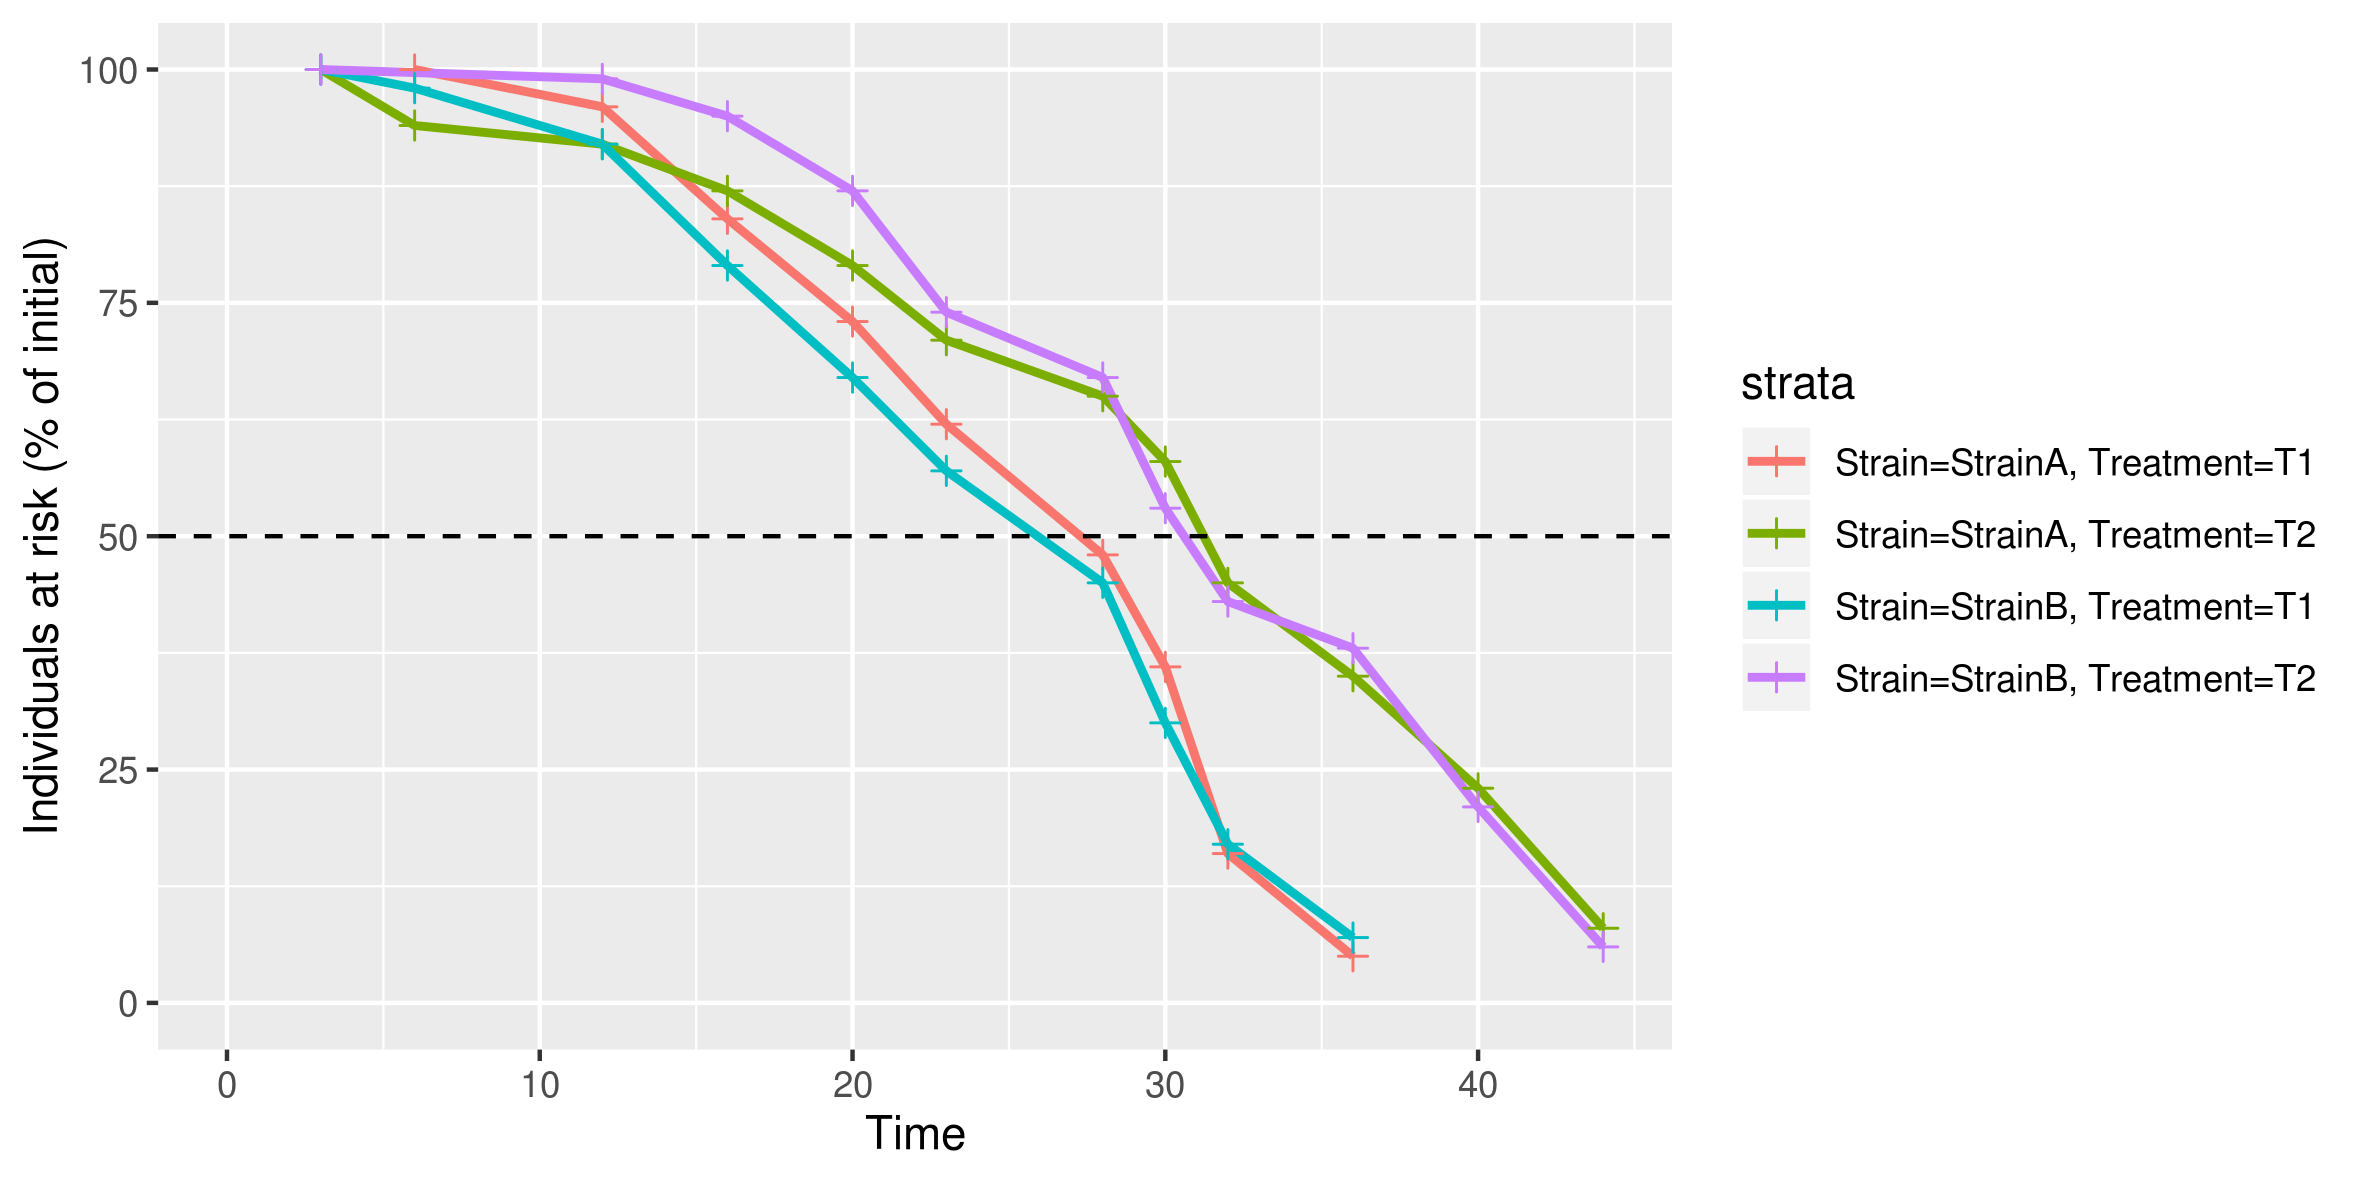 Individuals at risk (% of initial)
100
75
50
25
0
0 10 20 30 40
Time
strata
Strain=StrainA, Treatment=T1
Strain=StrainA, Treatment=T2
Strain=StrainB, Treatment=T1
Strain=StrainB, Treatment=T2